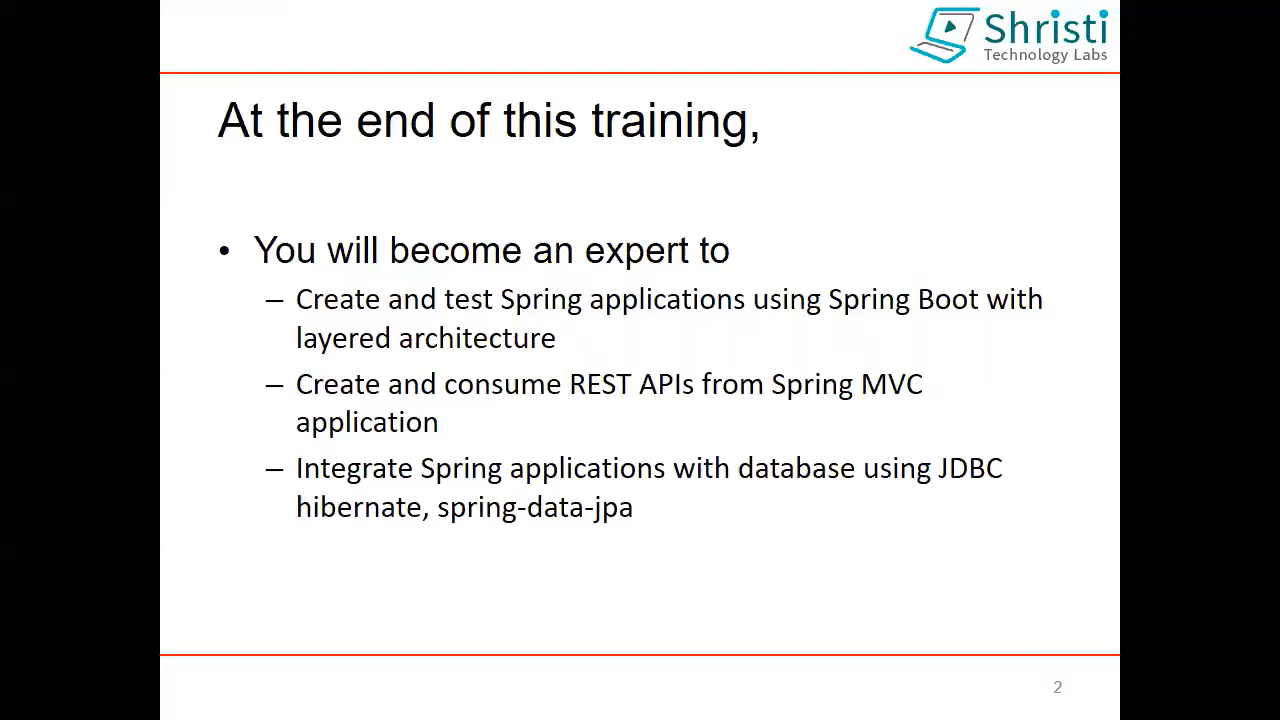 Shristi
Technology Labs
At the end of this training,
• You will become an expert to
– Create and test Spring applications using Spring Boot with
layered architecture
– Create and consume REST APIs from Spring MVC
application
– Integrate Spring applications with database using JDBC
hibernate, spring-data-jpa
2